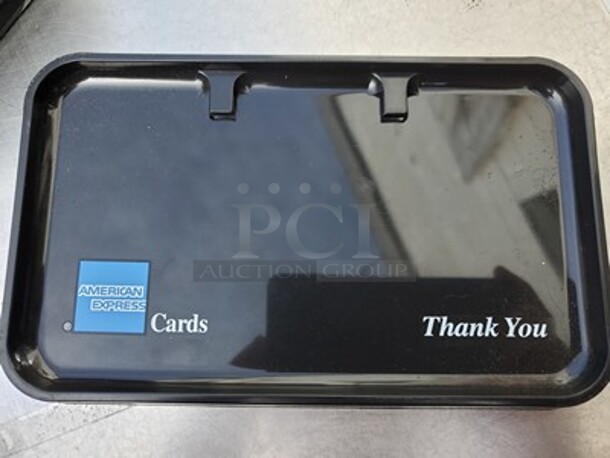 PCI
AUCTION GROUP
AMERICAN
EXPRESS
® Cards
Thank You